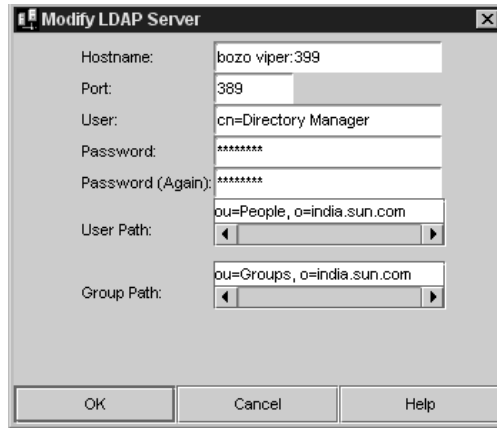 Modify LDAP Server
Hostname: bozo viper:399
Port: 389
User: cn=Directory Manager
Password: ********
Password (Again): ********
User Path: ou=People, o=india.sun.com
Group Path: ou=Groups, o=india.sun.com
OK Cancel Help